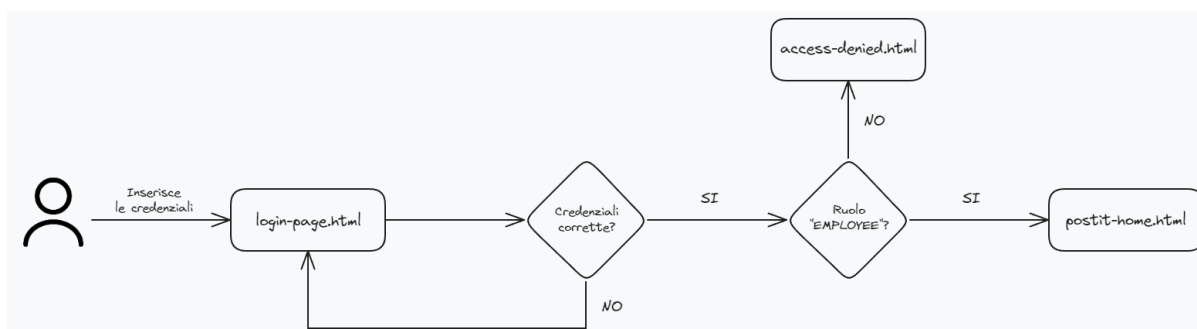 access-denied.html
NO
Inserisce
le credenziali
login-page.html
Credenziali
corrette?
SI
Ruolo
"EMPLOYEE"?
SI
postit-home.html
NO